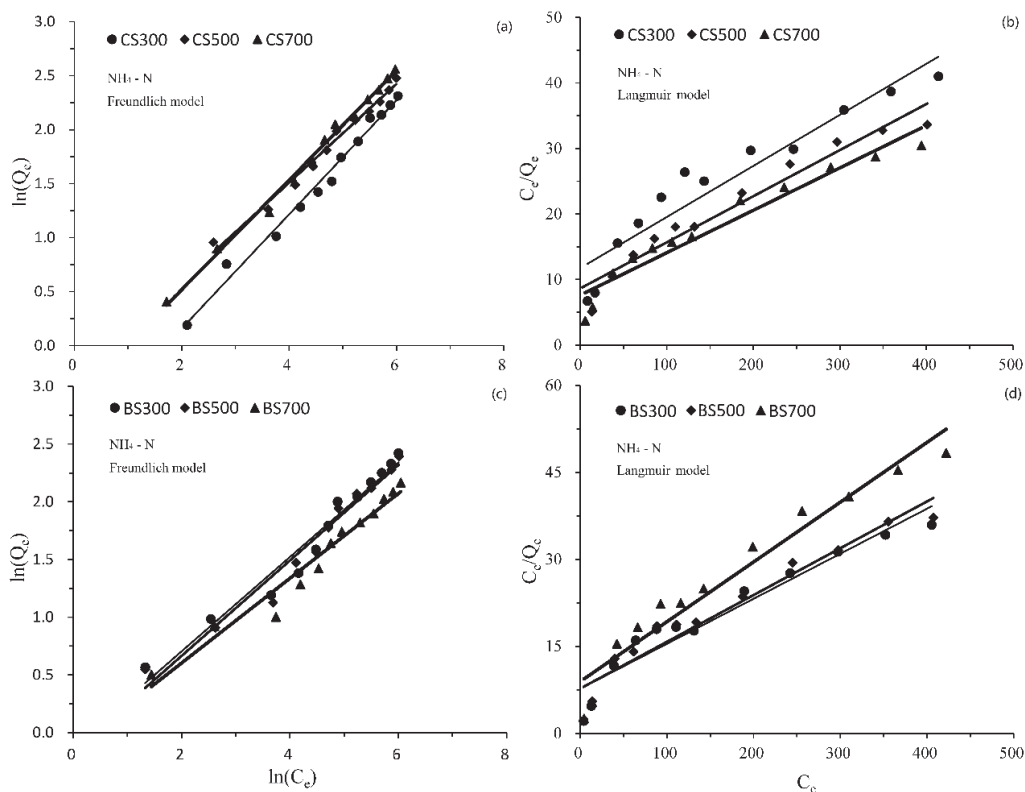 (a)
3.0
2.5
2.0
1.5
1.0
0.5
0.0
ln(Qe)
CS300 CS500 CS700
NH4 - N
Freundlich model
0 2 4 6 8
(b)
50
40
30
20
10
0
Ce/Qe
CS300 CS500 CS700
NH4 - N
Langmuir model
0 100 200 300 400 500
(c)
3.0
2.5
2.0
1.5
1.0
0.5
0.0
ln(Qe)
BS300 BS500 BS700
NH4 - N
Freundlich model
0 2 4 6 8
ln(Ce)
(d)
60
45
30
15
0
Ce/Qe
BS300 BS500 BS700
NH4 - N
Langmuir model
0 100 200 300 400 500
Ce